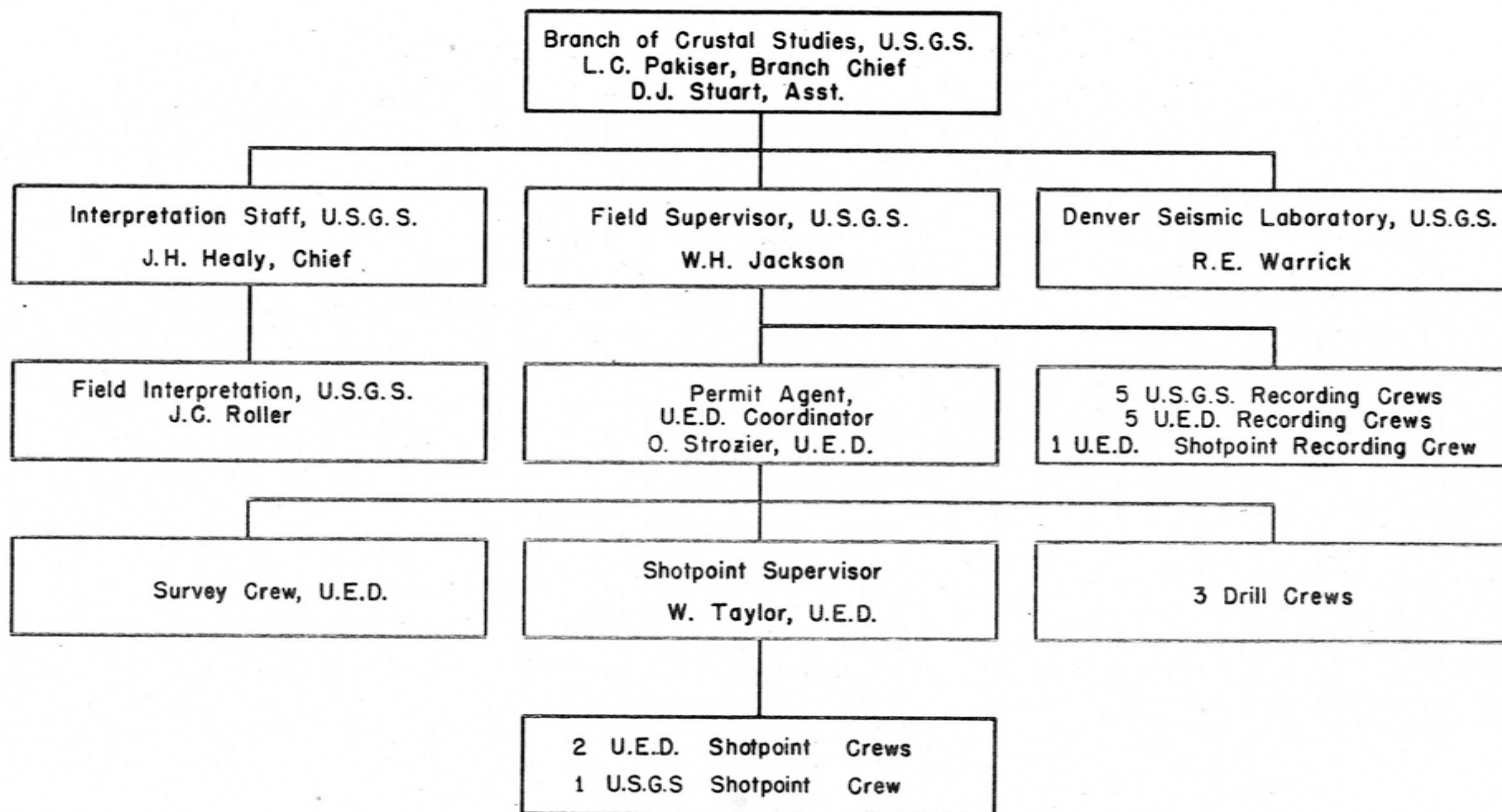 Branch of Crustal Studies, U.S.G.S.
L.C. Pakiser, Branch Chief
D.J. Stuart, Asst.
Interpretation Staff, U.S.G.S.
J.H. Healy, Chief
Field Supervisor, U.S.G.S.
W.H. Jackson
Denver Seismic Laboratory, U.S.G.S.
R.E. Warrick
Field Interpretation, U.S.G.S.
J.C. Roller
Permit Agent,
U.E.D. Coordinator
O. Strozier, U.E.D.
5 U.S.G.S. Recording Crews
5 U.E.D. Recording Crews
1 U.E.D. Shotpoint Recording Crew
Survey Crew, U.E.D.
Shotpoint Supervisor
W. Taylor, U.E.D.
3 Drill Crews
2 U.E.D. Shotpoint Crews
1 U.S.G.S Shotpoint Crew